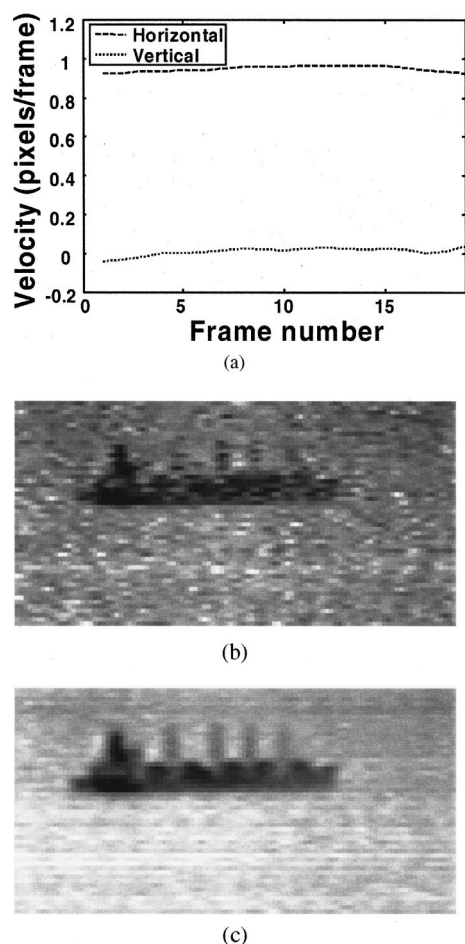 1.2
Horizontal
Vertical
1
0.8
0.6
0.4
0.2
0
-0.2
Velocity (pixels/frame)
0 5 10 15
Frame number
(a)
(b)
(c)